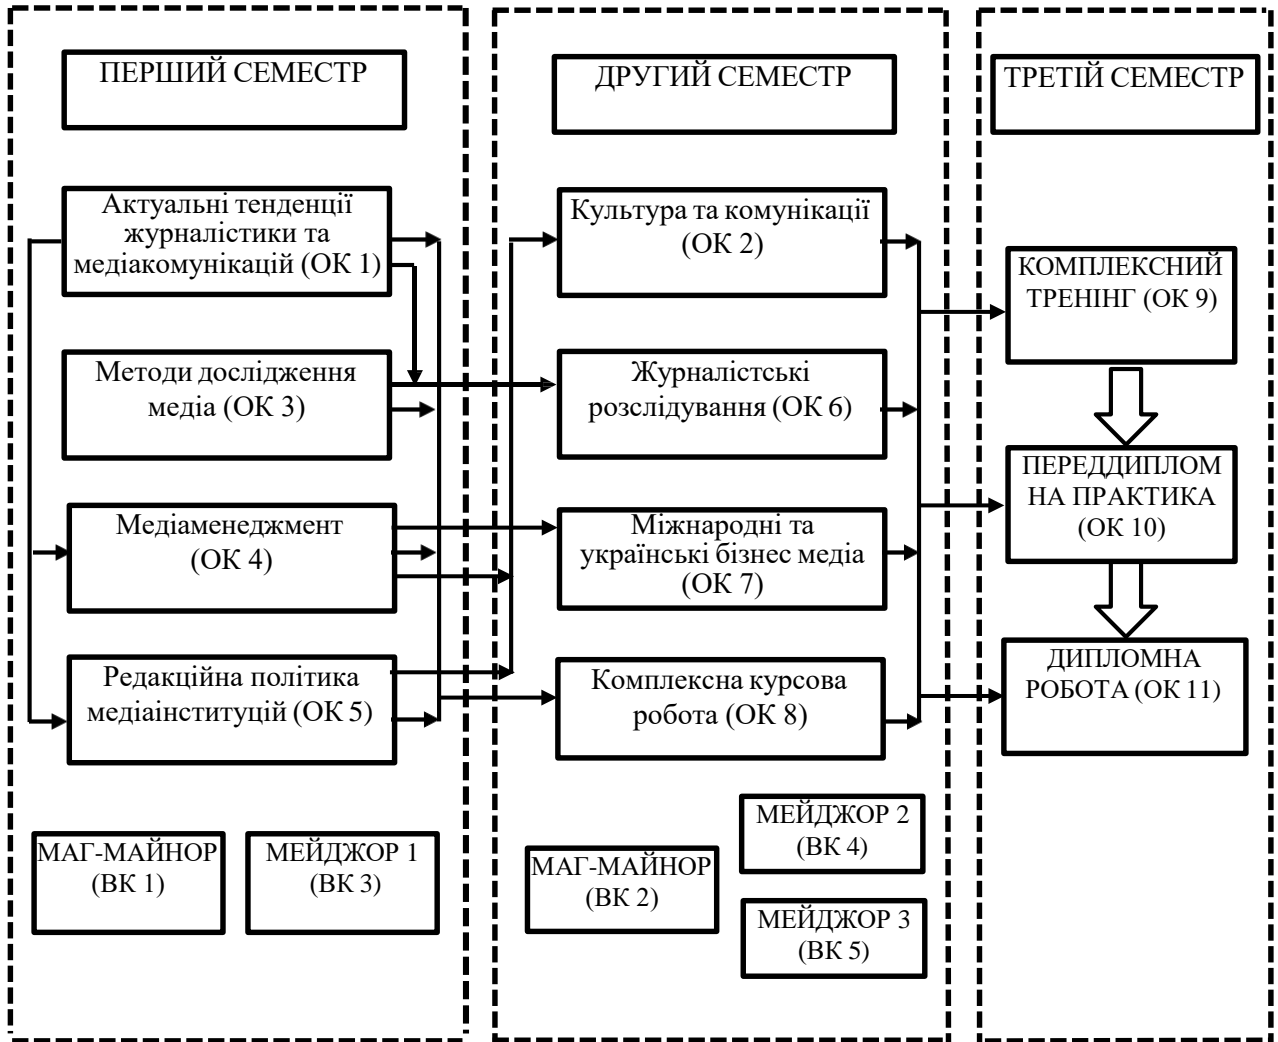 ПЕРШИЙ СЕМЕСТР
Актуальні тенденції
журналістики та
медіакомунікацій (ОК 1)
Методи дослідження
медіа (ОК 3)
Медіаменеджмент
(ОК 4)
Редакційна політика
медіаінституцій (ОК 5)
МАГ-МАЙНОР
(ВК 1)
МЕЙДЖОР 1
(ВК 3)
ДРУГИЙ СЕМЕСТР
Культура та комунікації
(ОК 2)
Журналістські
розслідування (ОК 6)
Міжнародні та
українські бізнес медіа
(ОК 7)
Комплексна курсова
робота (ОК 8)
МАГ-МАЙНОР
(ВК 2)
МЕЙДЖОР 2
(ВК 4)
МЕЙДЖОР 3
(ВК 5)
ТРЕТІЙ СЕМЕСТР
КОМПЛЕКСНИЙ
ТРЕНІНГ (ОК 9)
ПЕРЕДДИПЛОМ
НА ПРАКТИКА
(ОК 10)
ДИПЛОМНА
РОБОТА (ОК 11)